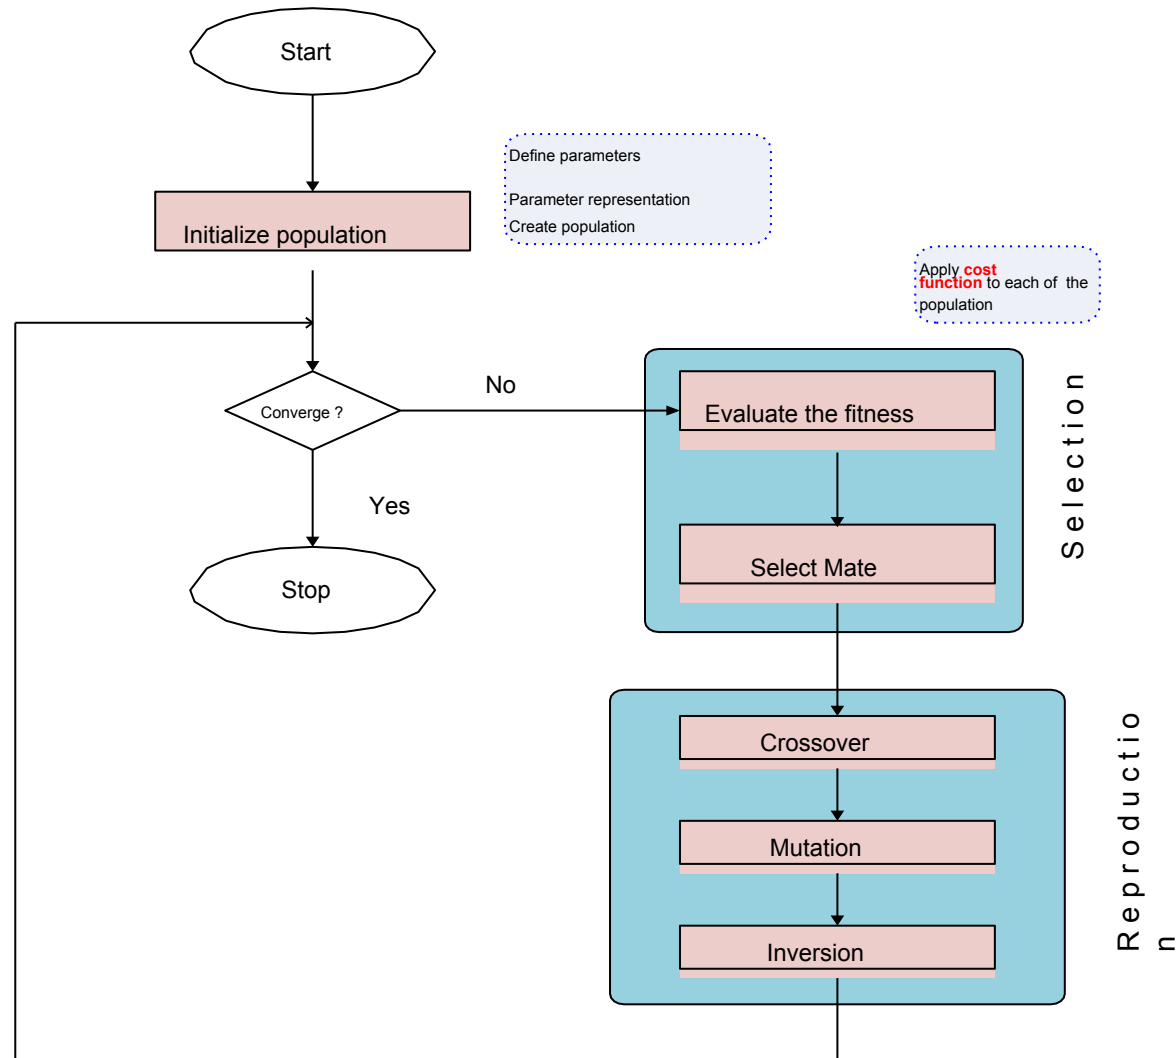 Start
Define parameters
Parameter representation
Create population
Initialize population
Apply cost
function to each of the
population
Converge ?
No
Yes
Stop
Evaluate the fitness
Select Mate
Selection
Crossover
Mutation
Inversion
Reproductio
n